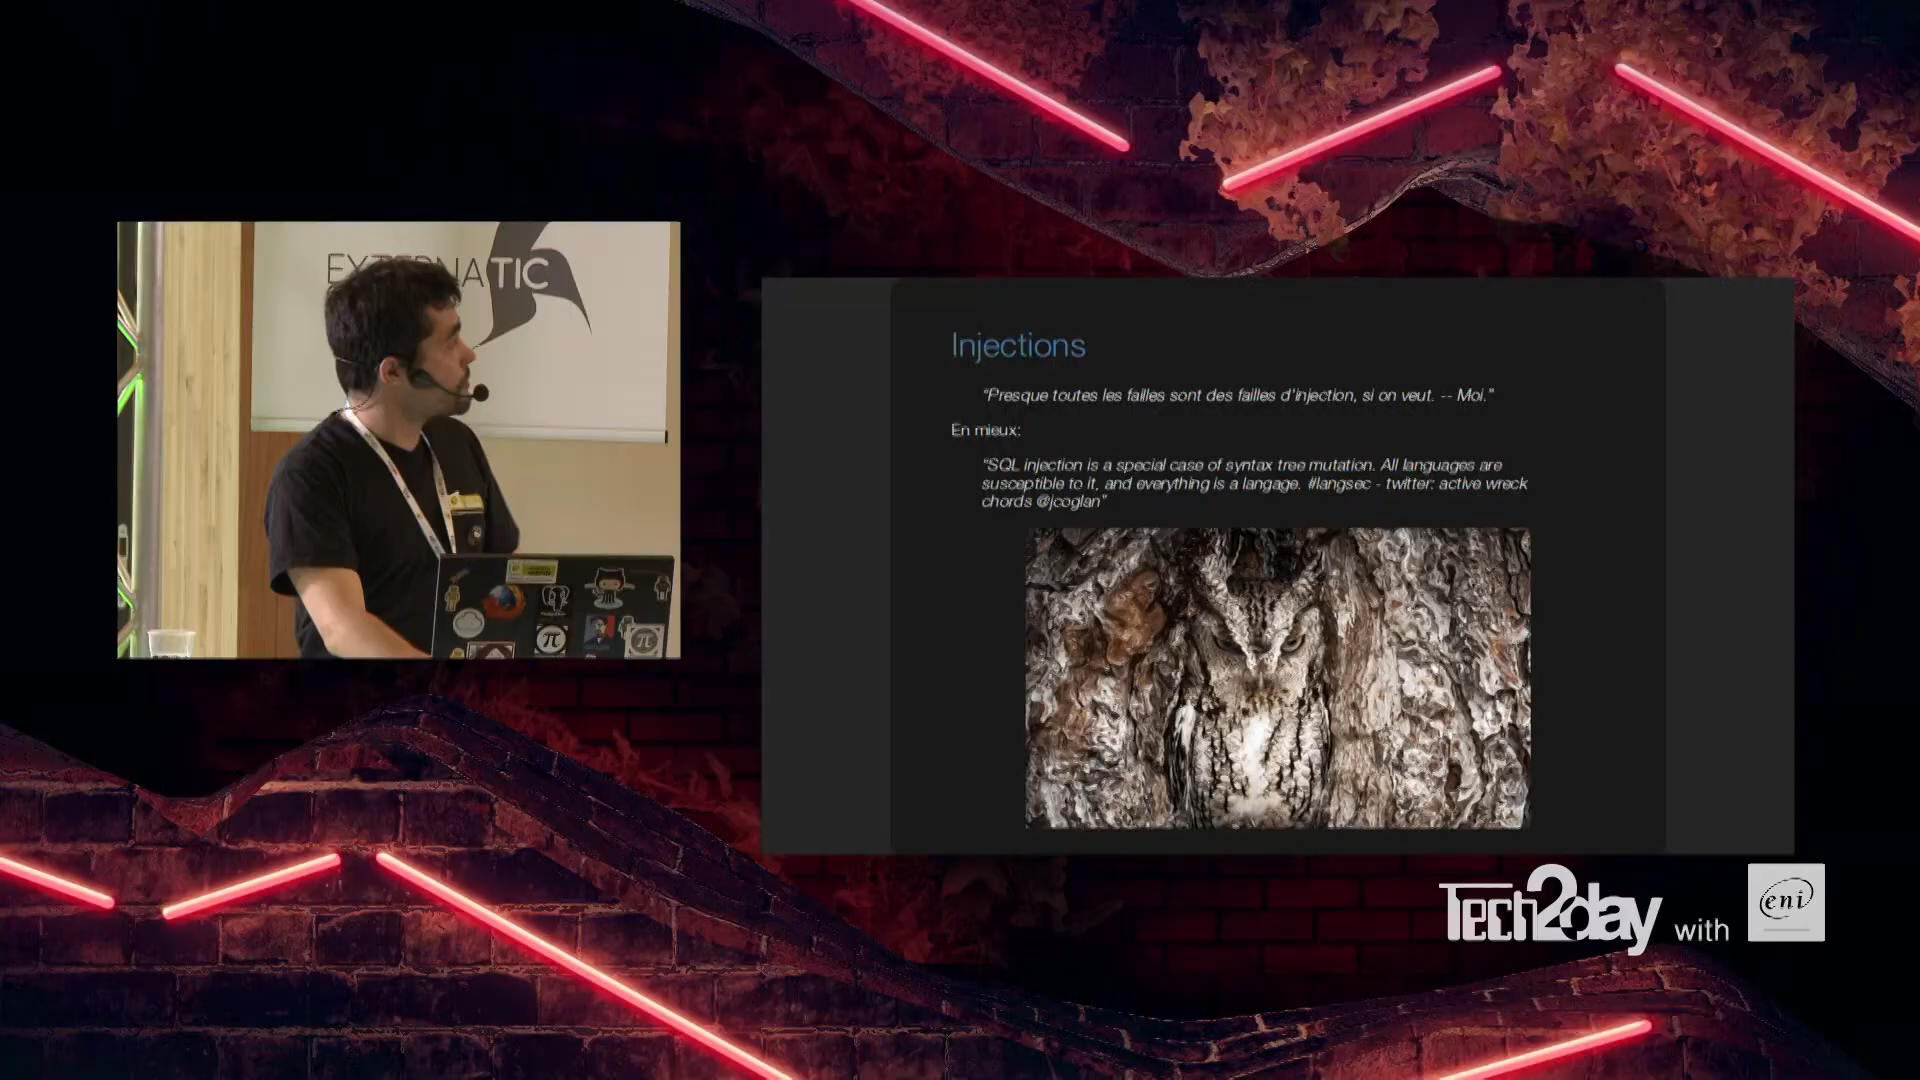 EXTERNATIC
Injections
"Presque toutes les failles sont des failles d'injection, si on veut. -- Moi."
En mieux:
"SQL injection is a special case of syntax tree mutation. All languages are
susceptible to it, and everything is a langage. #langsec - twitter: active wreck
chords @jcoglan"
π
π
Tech2day with
eni